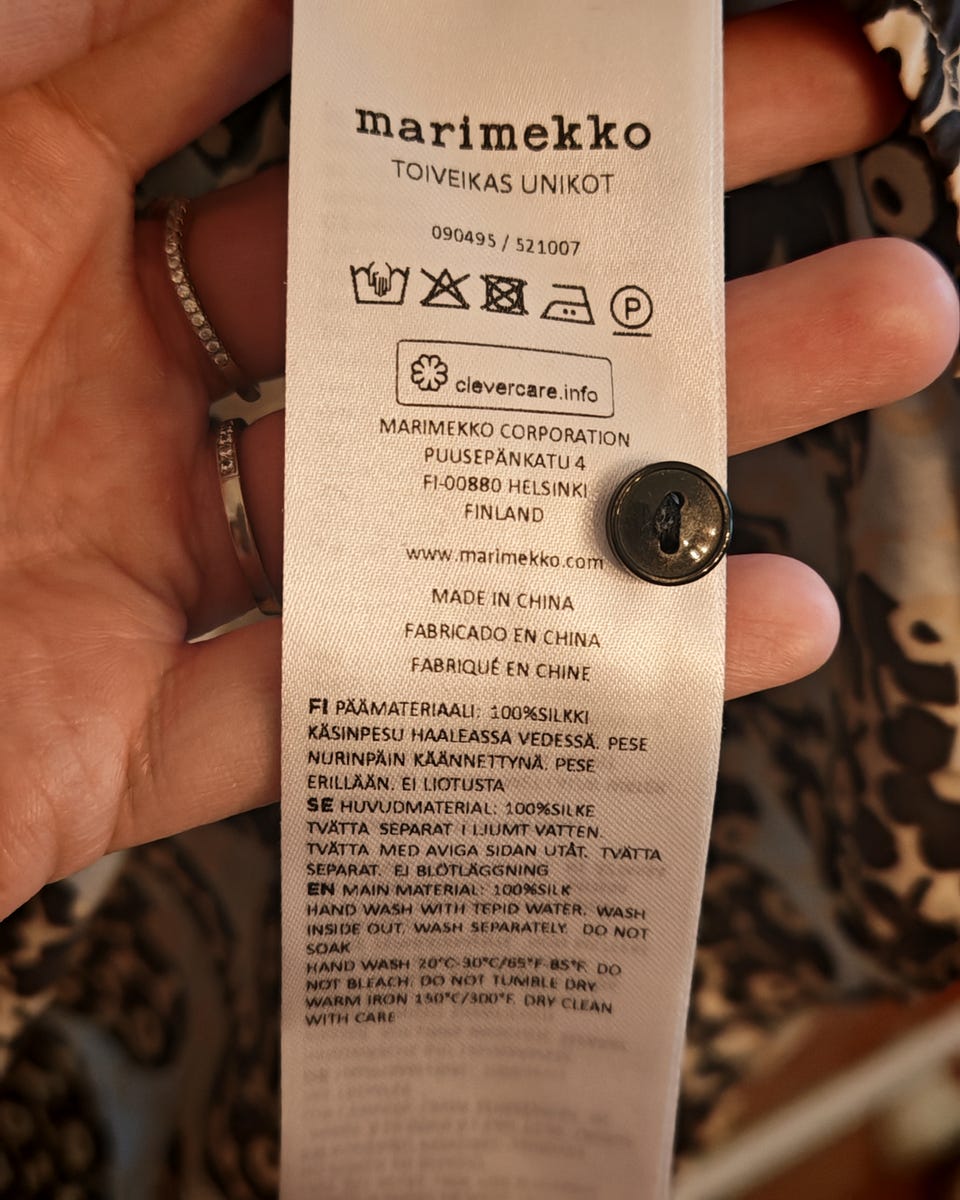 marimekko
TOIVEIKAS UNIKOT
090495 / 521007
P
clevercare.info
MARIMEKKO CORPORATION
PUUSEPÄNKATU 4
FI-00880 HELSINKI
FINLAND
www.marimekko.com
MADE IN CHINA
FABRICADO EN CHINA
FABRIQUÉ EN CHINE
FI PÄÄMATERIAALI: 100%SILKKI
KÄSINPESU HAALEASSA VEDESSÄ. PESE
NURINPÄIN KÄÄNNETTYNÄ. PESE
ERILLÄÄN. EI LIOTUSTA
SE HUVUDMATERIAL: 100%SILKE
TVÄTTA SEPARAT I LJUMT VATTEN.
TVÄTTA MED AVIGA SIDAN UTÅT. TVÄTTA
SEPARAT. EJ BLÖTLÄGGNING
EN MAIN MATERIAL: 100%SILK
HAND WASH WITH TEPID WATER. WASH
INSIDE OUT. WASH SEPARATELY. DO NOT
SOAK
HAND WASH 20°C-30°C/65°F-85°F. DO
NOT BLEACH. DO NOT TUMBLE DRY
WARM IRON 150°C/300°F. DRY CLEAN
WITH CARE